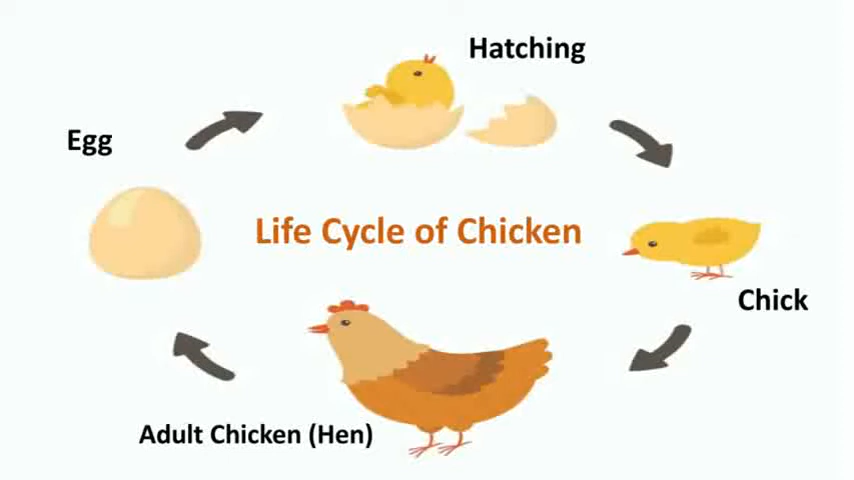 Hatching
Egg
Life Cycle of Chicken
Chick
Adult Chicken (Hen)